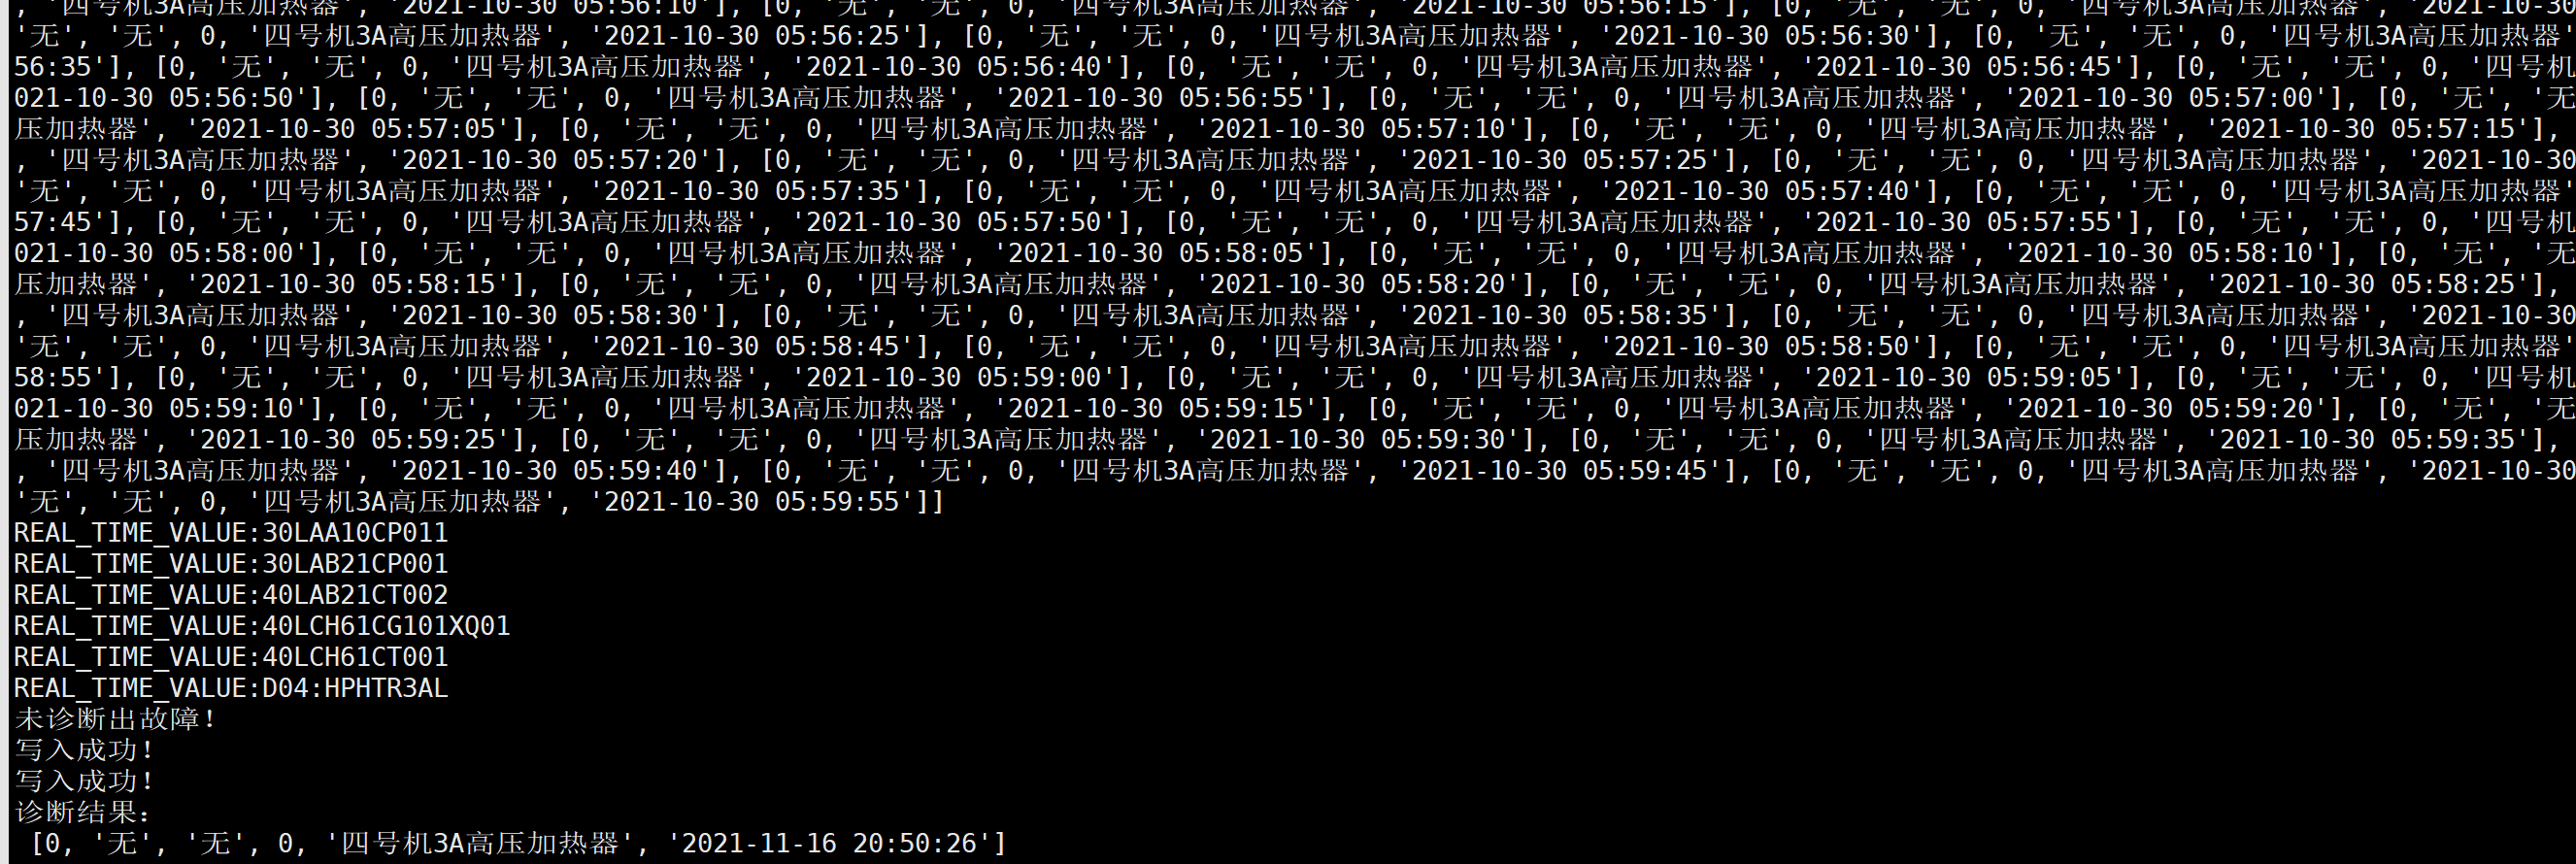 , '四号机3A高压加热器', '2021-10-30 05:56:10'], [0, '无', '无', 0, '四号机3A高压加热器', '2021-10-30 05:56:15'], [0, '无', '无', 0, '四号机3A高压加热器', '2021-10-30
'无', '无', 0, '四号机3A高压加热器', '2021-10-30 05:56:25'], [0, '无', '无', 0, '四号机3A高压加热器', '2021-10-30 05:56:30'], [0, '无', '无', 0, '四号机3A高压加热器'
56:35'], [0, '无', '无', 0, '四号机3A高压加热器', '2021-10-30 05:56:40'], [0, '无', '无', 0, '四号机3A高压加热器', '2021-10-30 05:56:45'], [0, '无', '无', 0, '四号机
021-10-30 05:56:50'], [0, '无', '无', 0, '四号机3A高压加热器', '2021-10-30 05:56:55'], [0, '无', '无', 0, '四号机3A高压加热器', '2021-10-30 05:57:00'], [0, '无', '无
压加热器', '2021-10-30 05:57:05'], [0, '无', '无', 0, '四号机3A高压加热器', '2021-10-30 05:57:10'], [0, '无', '无', 0, '四号机3A高压加热器', '2021-10-30 05:57:15'],
, '四号机3A高压加热器', '2021-10-30 05:57:20'], [0, '无', '无', 0, '四号机3A高压加热器', '2021-10-30 05:57:25'], [0, '无', '无', 0, '四号机3A高压加热器', '2021-10-30
'无', '无', 0, '四号机3A高压加热器', '2021-10-30 05:57:35'], [0, '无', '无', 0, '四号机3A高压加热器', '2021-10-30 05:57:40'], [0, '无', '无', 0, '四号机3A高压加热器'
57:45'], [0, '无', '无', 0, '四号机3A高压加热器', '2021-10-30 05:57:50'], [0, '无', '无', 0, '四号机3A高压加热器', '2021-10-30 05:57:55'], [0, '无', '无', 0, '四号机
021-10-30 05:58:00'], [0, '无', '无', 0, '四号机3A高压加热器', '2021-10-30 05:58:05'], [0, '无', '无', 0, '四号机3A高压加热器', '2021-10-30 05:58:10'], [0, '无', '无
压加热器', '2021-10-30 05:58:15'], [0, '无', '无', 0, '四号机3A高压加热器', '2021-10-30 05:58:20'], [0, '无', '无', 0, '四号机3A高压加热器', '2021-10-30 05:58:25'],
, '四号机3A高压加热器', '2021-10-30 05:58:30'], [0, '无', '无', 0, '四号机3A高压加热器', '2021-10-30 05:58:35'], [0, '无', '无', 0, '四号机3A高压加热器', '2021-10-30
'无', '无', 0, '四号机3A高压加热器', '2021-10-30 05:58:45'], [0, '无', '无', 0, '四号机3A高压加热器', '2021-10-30 05:58:50'], [0, '无', '无', 0, '四号机3A高压加热器'
58:55'], [0, '无', '无', 0, '四号机3A高压加热器', '2021-10-30 05:59:00'], [0, '无', '无', 0, '四号机3A高压加热器', '2021-10-30 05:59:05'], [0, '无', '无', 0, '四号机
021-10-30 05:59:10'], [0, '无', '无', 0, '四号机3A高压加热器', '2021-10-30 05:59:15'], [0, '无', '无', 0, '四号机3A高压加热器', '2021-10-30 05:59:20'], [0, '无', '无
压加热器', '2021-10-30 05:59:25'], [0, '无', '无', 0, '四号机3A高压加热器', '2021-10-30 05:59:30'], [0, '无', '无', 0, '四号机3A高压加热器', '2021-10-30 05:59:35'],
, '四号机3A高压加热器', '2021-10-30 05:59:40'], [0, '无', '无', 0, '四号机3A高压加热器', '2021-10-30 05:59:45'], [0, '无', '无', 0, '四号机3A高压加热器', '2021-10-30
'无', '无', 0, '四号机3A高压加热器', '2021-10-30 05:59:55']]
REAL_TIME_VALUE:30LAA10CP011
REAL_TIME_VALUE:30LAB21CP001
REAL_TIME_VALUE:40LAB21CT002
REAL_TIME_VALUE:40LCH61CG101XQ01
REAL_TIME_VALUE:40LCH61CT001
REAL_TIME_VALUE:D04:HPHTR3AL
未诊断出故障!
写入成功!
写入成功!
诊断结果:
[0, '无', '无', 0, '四号机3A高压加热器', '2021-11-16 20:50:26']